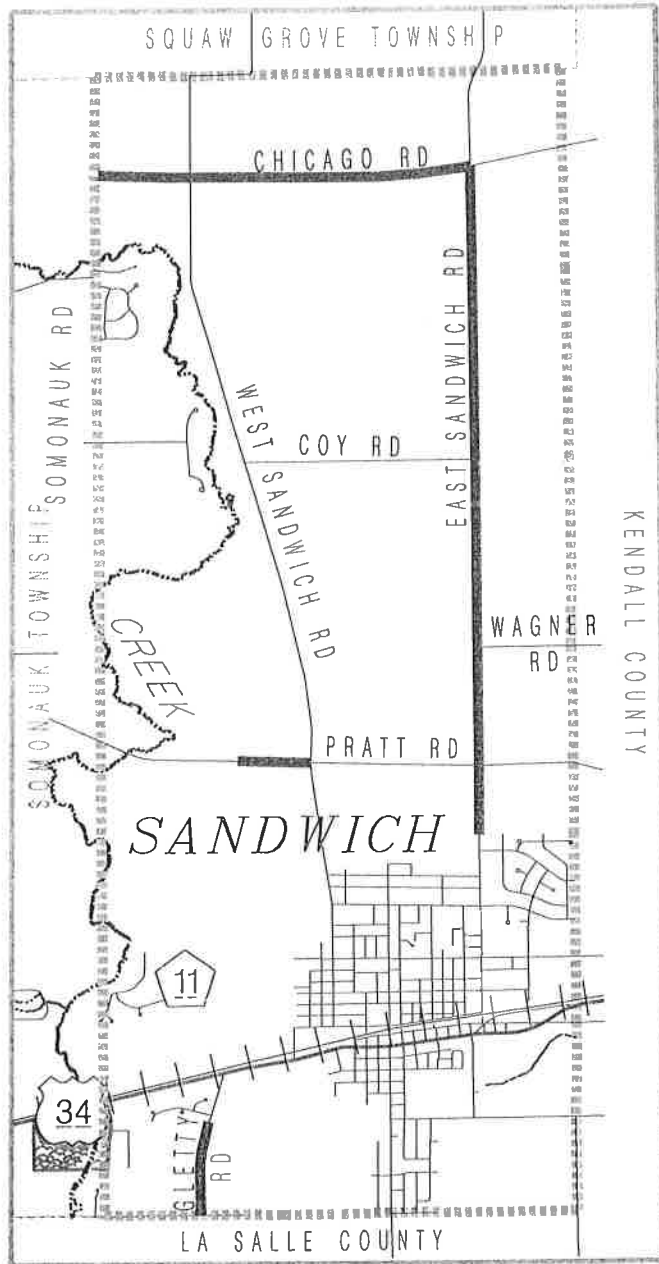 SQUAW GROVE TOWNSHIP
CHICAGO RD
SOMONAUK RD
EAST SANDWICH RD
WEST SANDWICH RD
COY RD
SOMONAUK TOWNSHIP
KENDALL COUNTY
CREEK
WAGNER
RD
PRATT RD
SANDWICH
11
34
GLETTY
RD
LA SALLE COUNTY